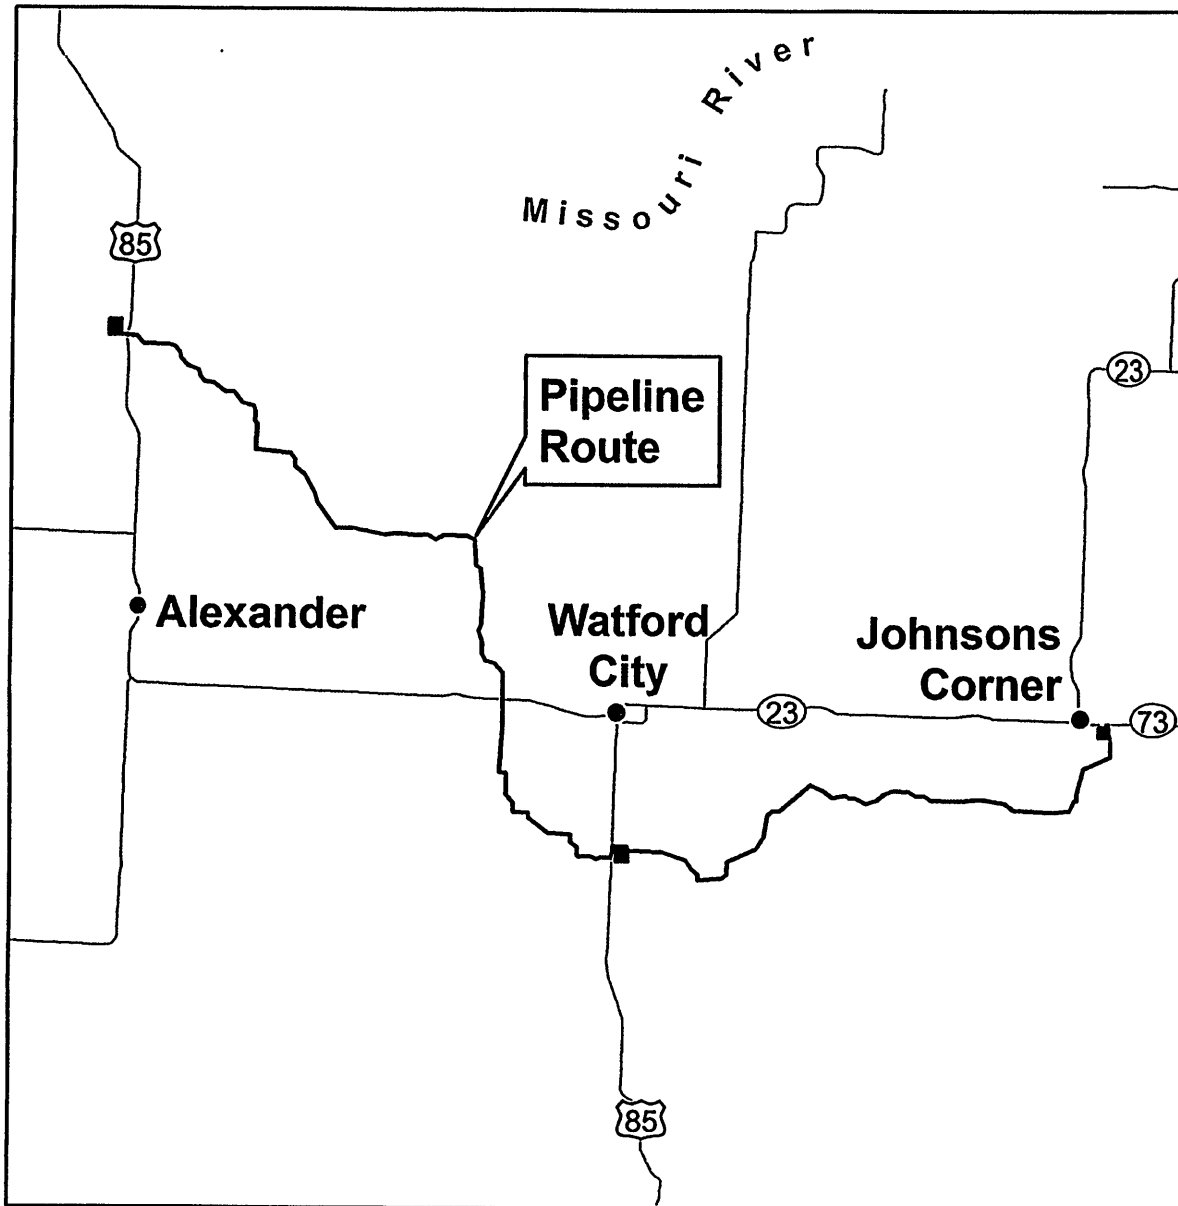 Missouri River
85
Pipeline
Route
23
Alexander
Watford
City
Johnsons
Corner
23
73
85